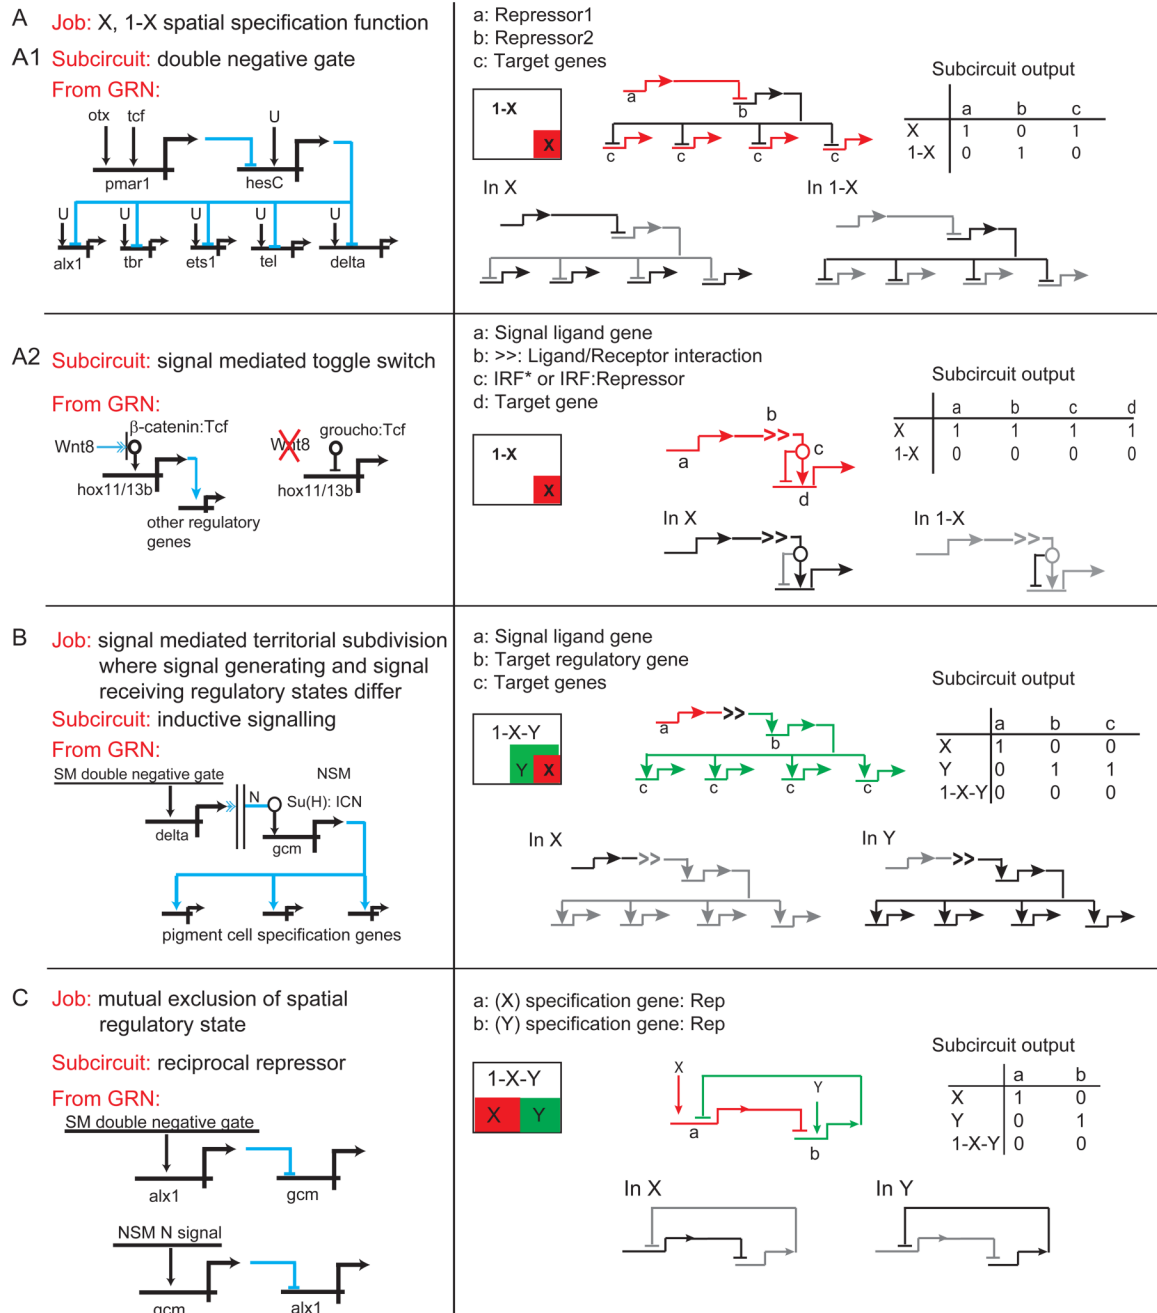 A
Job: X, 1-X spatial specification function
A1
Subcircuit: double negative gate
From GRN:
otx tcf U
pmar1 hesC
U U U U U
alx1 tbr ets1 tel delta
a: Repressor1
b: Repressor2
c: Target genes
1-X
X
a
b
c c c c
Subcircuit output
a b c
X 1 0 1
1-X 0 1 0
In X
In 1-X
A2
Subcircuit: signal mediated toggle switch
From GRN:
Wnt8
β-catenin:Tcf
hox11/13b
other regulatory
genes
Wnt8
groucho:Tcf
hox11/13b
a: Signal ligand gene
b: >>: Ligand/Receptor interaction
c: IRF* or IRF:Repressor
d: Target gene
1-X
X
a
b
>>
c
d
Subcircuit output
a b c d
X 1 1 1 1
1-X 0 0 0 0
In X
>>
In 1-X
>>
B
Job: signal mediated territorial subdivision
where signal generating and signal
receiving regulatory states differ
Subcircuit: inductive signalling
From GRN:
SM double negative gate
NSM
delta
N
Su(H): ICN
gcm
pigment cell specification genes
a: Signal ligand gene
b: Target regulatory gene
c: Target genes
1-X-Y
Y X
a
>>
b
c c c c
Subcircuit output
a b c
X 1 0 0
Y 0 1 1
1-X-Y 0 0 0
In X
>>
In Y
>>
C
Job: mutual exclusion of spatial
regulatory state
Subcircuit: reciprocal repressor
From GRN:
SM double negative gate
alx1 gcm
NSM N signal
gcm alx1
a: (X) specification gene: Rep
b: (Y) specification gene: Rep
1-X-Y
X Y
X
Y
a
b
Subcircuit output
a b
X 1 0
Y 0 1
1-X-Y 0 0
In X
In Y